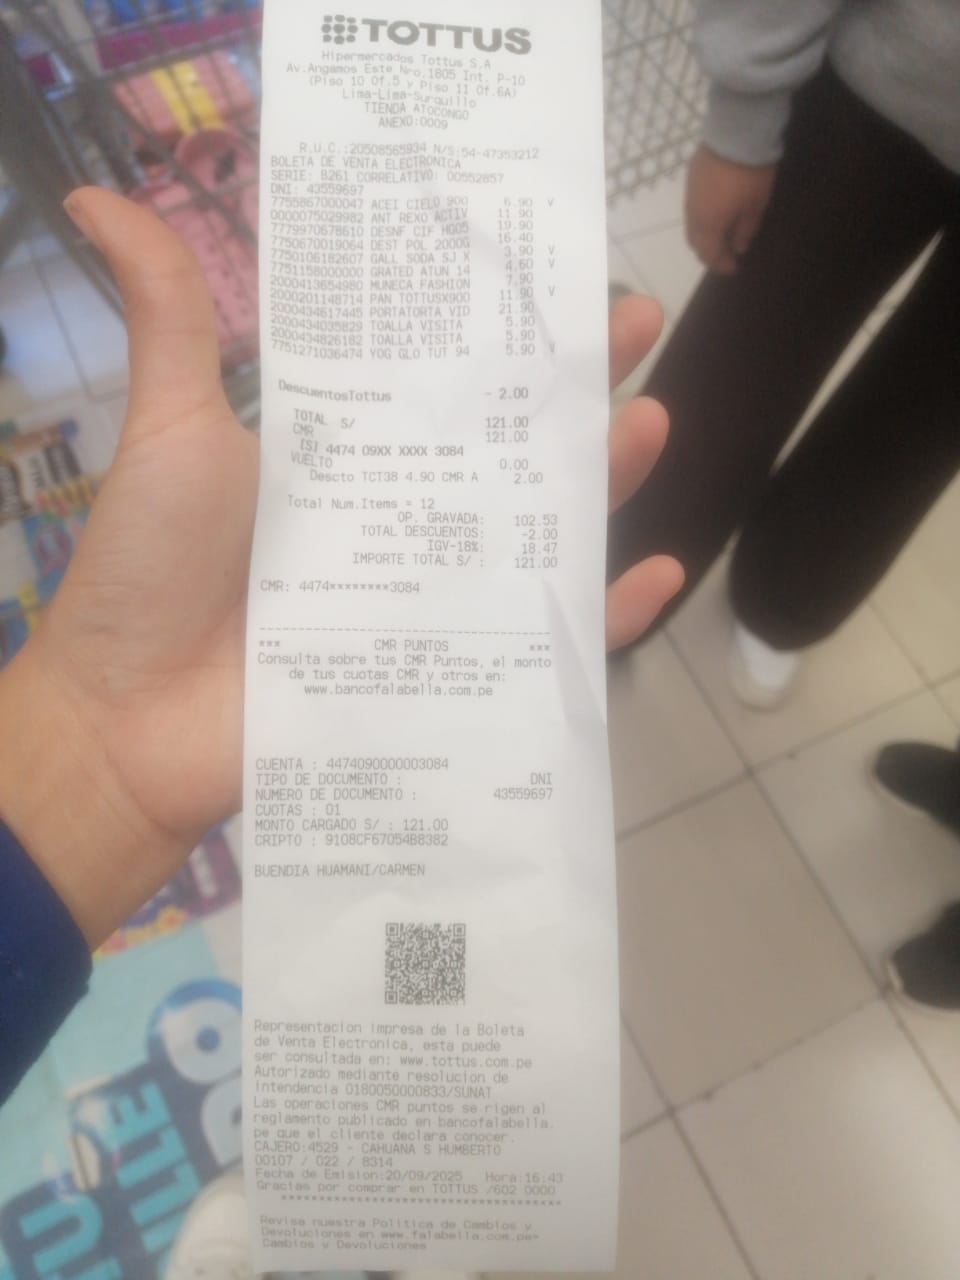 TOTTUS
Hipermercados Tottus S.A
Av.Angamos Este Nro.1805 Int. P-10
(Piso 10 Of.5 y Piso 11 Of.6A)
Lima-Lima-Surquillo
TIENDA ATOCONGO
ANEXO:0009
R.U.C.:20508565934 N/S:54-47353212
BOLETA DE VENTA ELECTRONICA
SERIE: B261 CORRELATIVO: 00552857
DNI: 43559697
7755867000047 ACEI CIELO 900 6.90 V
0000075029982 ANT REXO ACTIV 11.90
7779970678610 DESNF CIF HG05 19.90
7750670019064 DEST POL 2000G 16.40
7750106182607 GALL SODA SJ X 3.90 V
7751158000000 GRATED ATUN 14 4.60 V
2000413654980 MUNECA FASHION 7.90
2000201148714 PAN TOTTUSX900 11.90 V
2000434617445 PORTATORTA VID 21.90
2000434035829 TOALLA VISITA 5.90
2000434826182 TOALLA VISITA 5.90
7751271036474 YOG GLO TUT 94 5.90 V
DescuentosTottus - 2.00
TOTAL S/ 121.00
CMR 121.00
[S] 4474 09XX XXXX 3084
VUELTO 0.00
Descto TCT38 4.90 CMR A 2.00
Total Num.Items = 12
OP. GRAVADA: 102.53
TOTAL DESCUENTOS: -2.00
IGV-18%: 18.47
IMPORTE TOTAL S/ : 121.00
CMR: 4474********3084
*** CMR PUNTOS ***
Consulta sobre tus CMR Puntos, el monto
de tus cuotas CMR y otros en:
www.bancofalabella.com.pe
CUENTA : 4474090000003084
TIPO DE DOCUMENTO : DNI
NUMERO DE DOCUMENTO : 43559697
CUOTAS : 01
MONTO CARGADO S/ : 121.00
CRIPTO : 9108CF67054B8382
BUENDIA HUAMANI/CARMEN
Representacion impresa de la Boleta
de Venta Electronica, esta puede
ser consultada en: www.tottus.com.pe
Autorizado mediante resolucion de
intendencia 0180050000833/SUNAT
Las operaciones CMR puntos se rigen al
reglamento publicado en bancofalabella.
pe que el cliente declara conocer.
CAJERO:4529 - CAHUANA S HUMBERTO
00107 / 022 / 8314
Fecha de Emision:20/09/2025 Hora:16:43
Gracias por comprar en TOTTUS /602 0000
Revisa nuestra Politica de Cambios y
Devoluciones en www.falabella.com.pe>
Cambios y Devoluciones